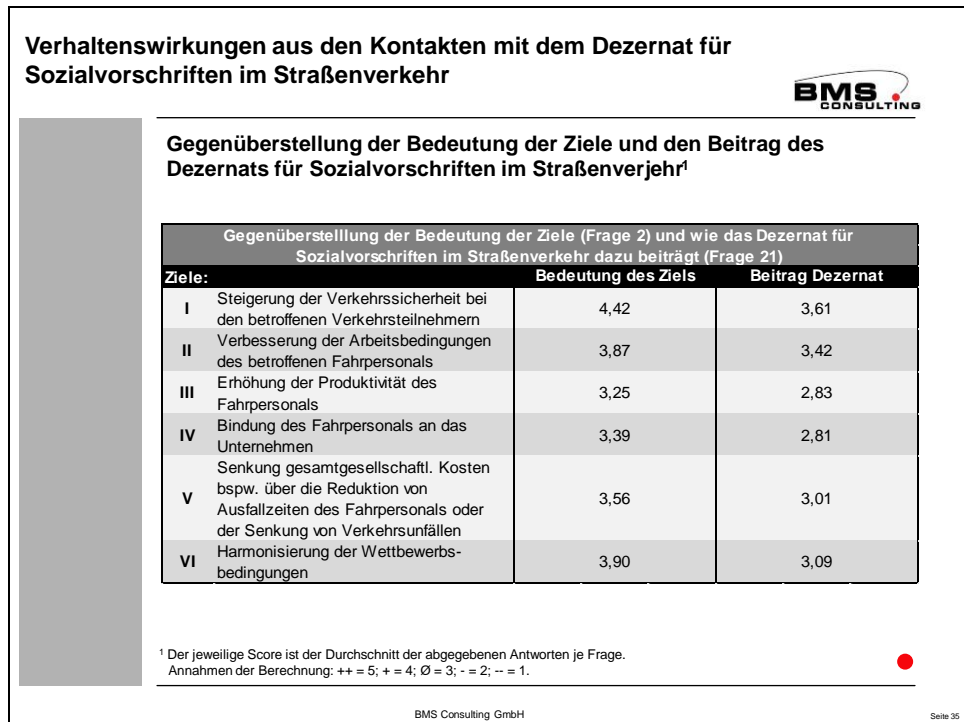 Verhaltenswirkungen aus den Kontakten mit dem Dezernat für
Sozialvorschriften im Straßenverkehr
BMS
CONSULTING
Gegenüberstellung der Bedeutung der Ziele und den Beitrag des
Dezernats für Sozialvorschriften im Straßenverjehr¹
Gegenüberstelllung der Bedeutung der Ziele (Frage 2) und wie das Dezernat für
Sozialvorschriften im Straßenverkehr dazu beiträgt (Frage 21)
Ziele: Bedeutung des Ziels Beitrag Dezernat
I Steigerung der Verkehrssicherheit bei
den betroffenen Verkehrsteilnehmern 4,42 3,61
II Verbesserung der Arbeitsbedingungen
des betroffenen Fahrpersonals 3,87 3,42
III Erhöhung der Produktivität des
Fahrpersonals 3,25 2,83
IV Bindung des Fahrpersonals an das
Unternehmen 3,39 2,81
V Senkung gesamtgesellschaftl. Kosten
bspw. über die Reduktion von
Ausfallzeiten des Fahrpersonals oder
der Senkung von Verkehrsunfällen 3,56 3,01
VI Harmonisierung der Wettbewerbs-
bedingungen 3,90 3,09
¹ Der jeweilige Score ist der Durchschnitt der abgegebenen Antworten je Frage.
Annahmen der Berechnung: ++ = 5; + = 4; Ø = 3; - = 2; -- = 1.
BMS Consulting GmbH
Seite 35